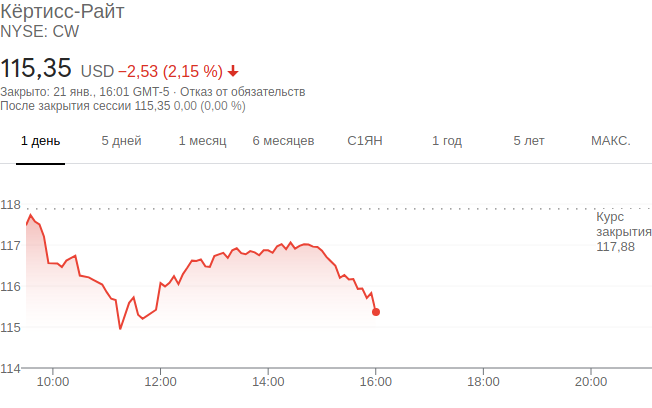 Кёртисс-Райт
NYSE: CW
115,35 USD −2,53 (2,15 %)
Закрыто: 21 янв., 16:01 GMT-5 · Отказ от обязательств
После закрытия сессии 115,35 0,00 (0,00 %)
1 день 5 дней 1 месяц 6 месяцев С1ЯН 1 год 5 лет МАКС.
118
Курс
закрытия
117,88
117
116
115
114
10:00 12:00 14:00 16:00 18:00 20:00